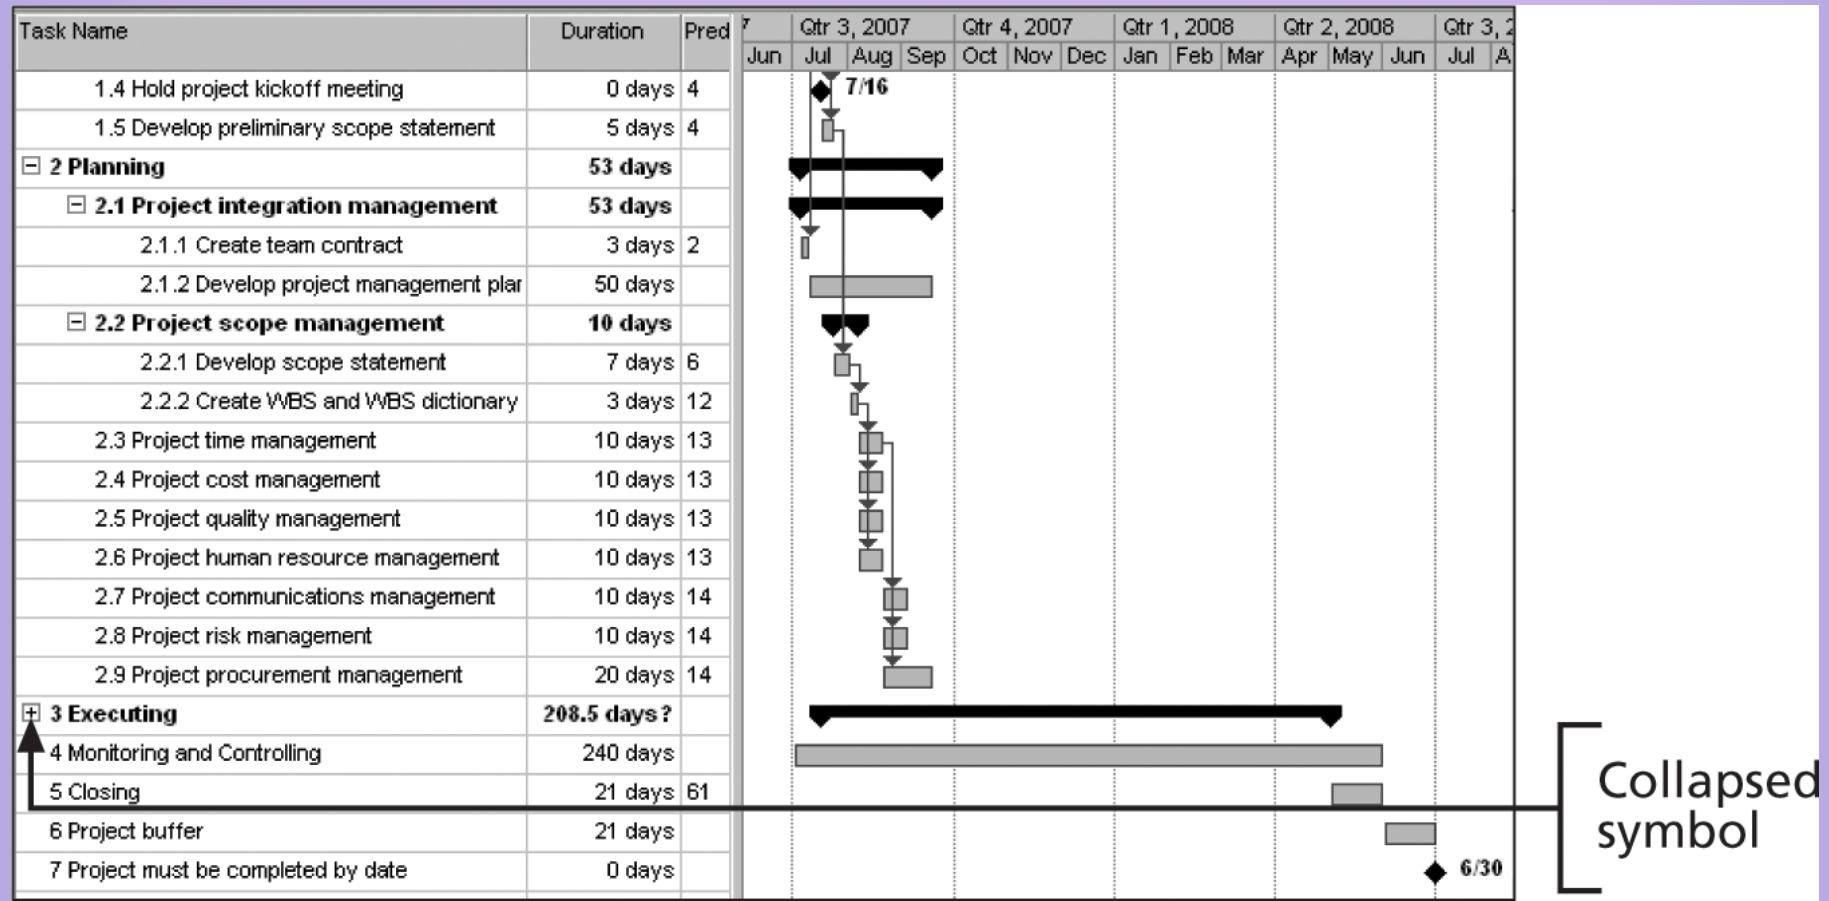 Task Name Duration Pred 7 Qtr 3, 2007 Qtr 4, 2007 Qtr 1, 2008 Qtr 2, 2008 Qtr 3, 2
Jun Jul Aug Sep Oct Nov Dec Jan Feb Mar Apr May Jun Jul A
1.4 Hold project kickoff meeting 0 days 4 7/16
1.5 Develop preliminary scope statement 5 days 4
2 Planning 53 days
2.1 Project integration management 53 days
2.1.1 Create team contract 3 days 2
2.1.2 Develop project management plan 50 days
2.2 Project scope management 10 days
2.2.1 Develop scope statement 7 days 6
2.2.2 Create WBS and WBS dictionary 3 days 12
2.3 Project time management 10 days 13
2.4 Project cost management 10 days 13
2.5 Project quality management 10 days 13
2.6 Project human resource management 10 days 13
2.7 Project communications management 10 days 14
2.8 Project risk management 10 days 14
2.9 Project procurement management 20 days 14
3 Executing 208.5 days?
4 Monitoring and Controlling 240 days
5 Closing 21 days 61
6 Project buffer 21 days
7 Project must be completed by date 0 days 6/30
Collapsed
symbol